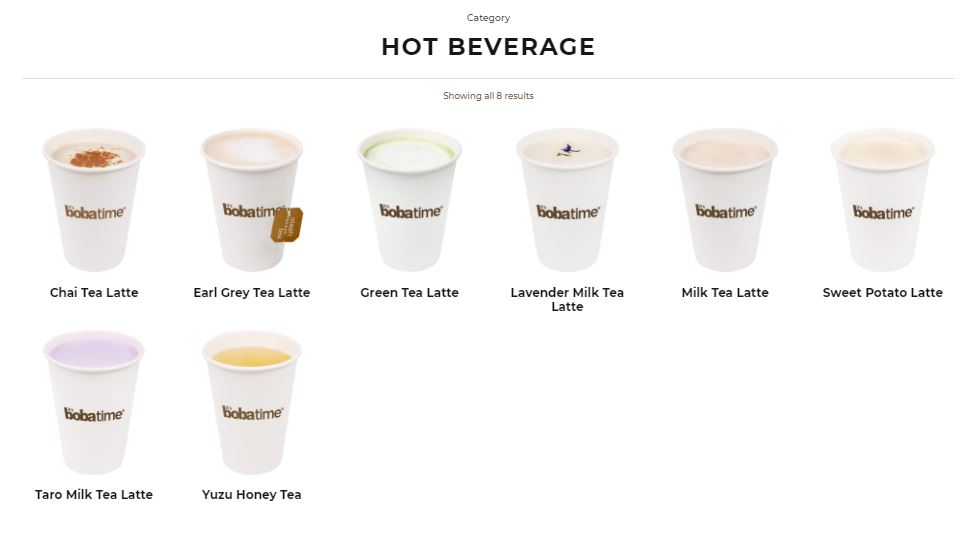 Category
HOT BEVERAGE
Showing all 8 results
bobatime
bobatime
bobatime
bobatime
bobatime
bobatime
Chai Tea Latte
Earl Grey Tea Latte
Green Tea Latte
Lavender Milk Tea
Latte
Milk Tea Latte
Sweet Potato Latte
bobatime
bobatime
Taro Milk Tea Latte
Yuzu Honey Tea